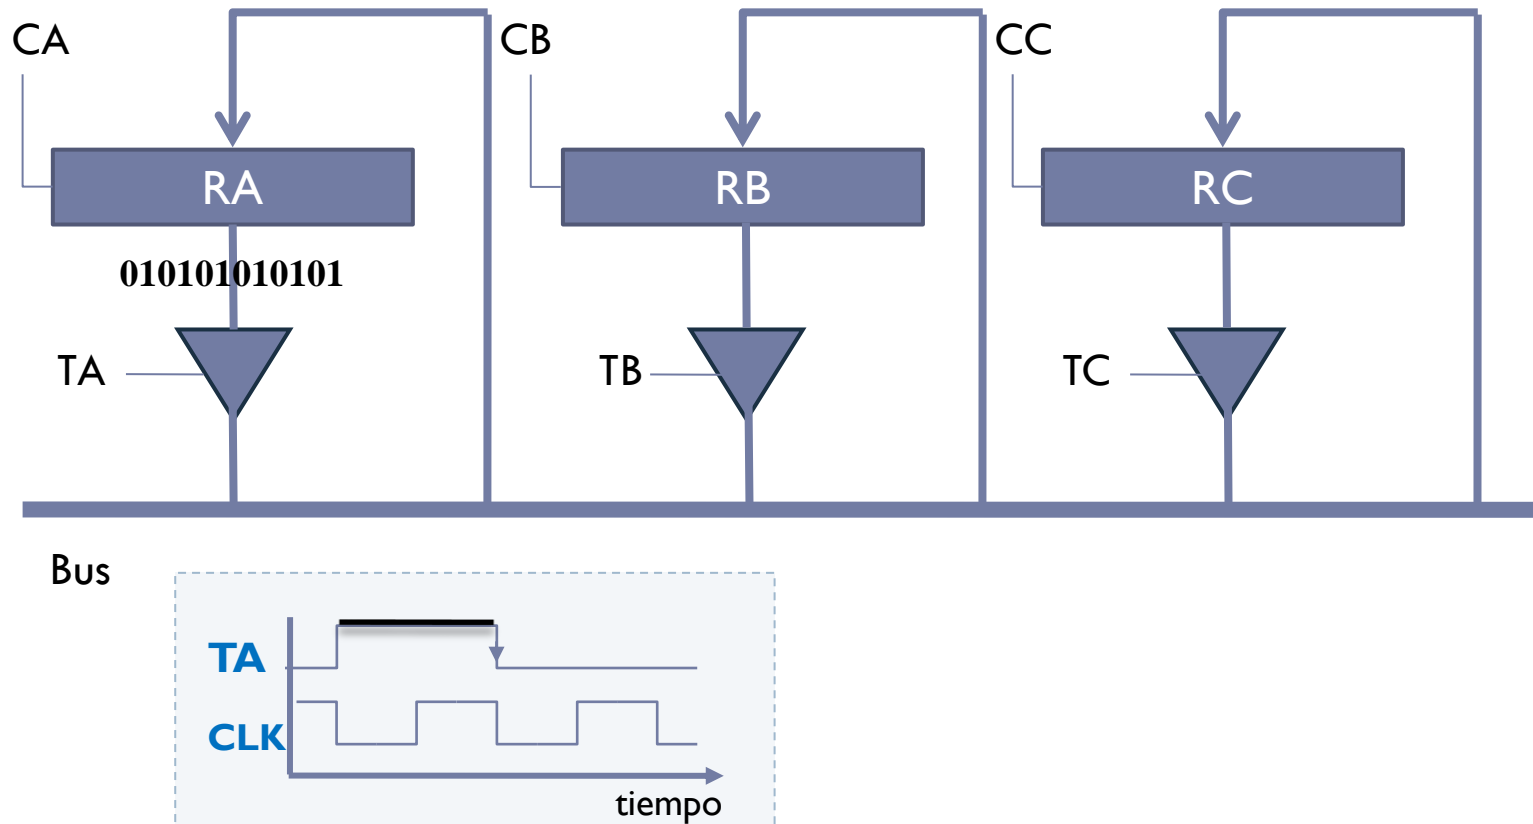 CA CB CC
RA RB RC
010101010101
TA TB TC
Bus
TA
CLK
tiempo